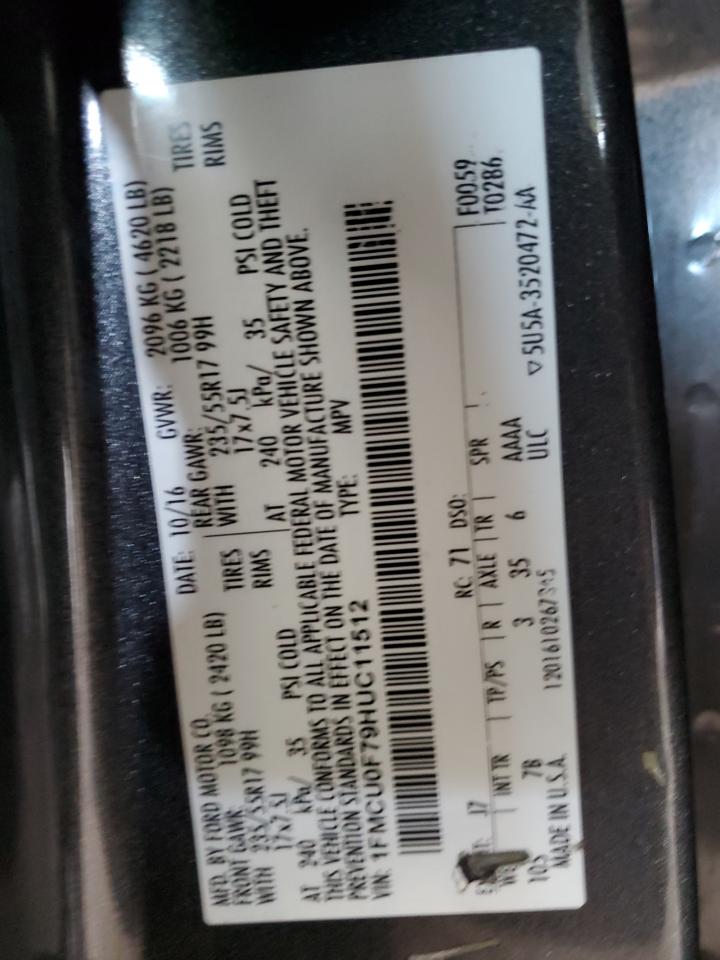 MFD. BY FORD MOTOR CO. DATE: 10/16 GVWR: 2096 KG ( 4620 LB)
FRONT GAWR: 1098 KG ( 2420 LB) REAR GAWR: 1006 KG ( 2218 LB)
WITH 235/55R17 99H TIRES WITH 235/55R17 99H TIRES
17x7.5J RIMS 17x7.5J RIMS
AT 240 kPa/ 35 PSI COLD AT 240 kPa/ 35 PSI COLD
THIS VEHICLE CONFORMS TO ALL APPLICABLE FEDERAL MOTOR VEHICLE SAFETY AND THEFT
PREVENTION STANDARDS IN EFFECT ON THE DATE OF MANUFACTURE SHOWN ABOVE.
VIN: 1FMCU0F79HUC11512 TYPE: MPV
F0059
J7 RC: 71 DSO: T0286
INT TR TP/PS R AXLE TR SPR
7B 3 35 6 AAAA
MADE IN U.S.A. ULC
▽5U5A-3520472-AA